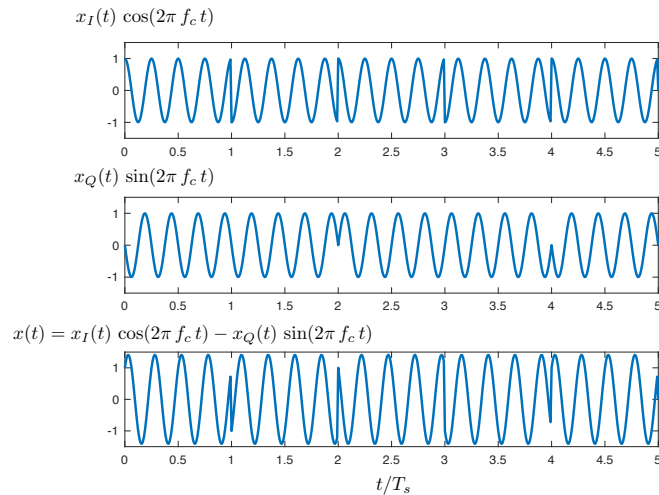 x_I(t) cos(2π f_c t)
1
0
-1
0 0.5 1 1.5 2 2.5 3 3.5 4 4.5 5
x_Q(t) sin(2π f_c t)
1
0
-1
0 0.5 1 1.5 2 2.5 3 3.5 4 4.5 5
x(t) = x_I(t) cos(2π f_c t) − x_Q(t) sin(2π f_c t)
1
0
-1
0 0.5 1 1.5 2 2.5 3 3.5 4 4.5 5
t/T_s